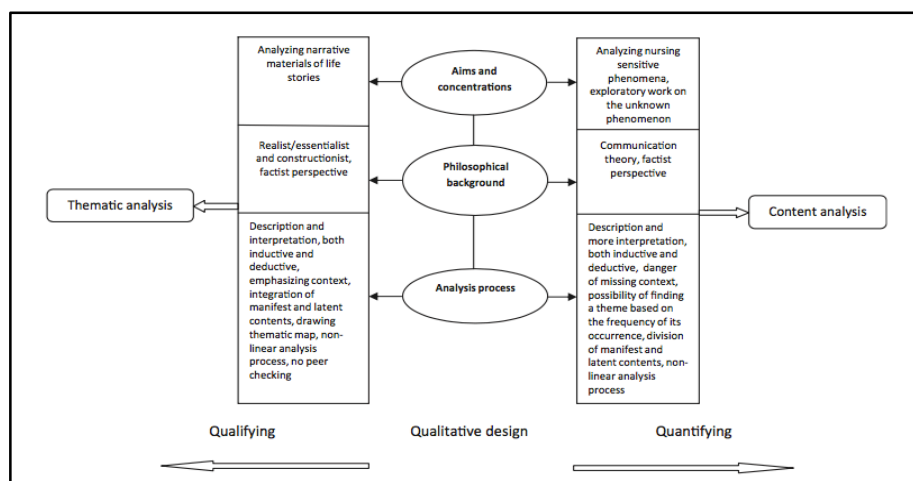 Analyzing narrative
materials of life
stories
Aims and
concentrations
Analyzing nursing
sensitive
phenomena,
exploratory work on
the unknown
phenomenon
Realist/essentialist
and constructionist,
factist perspective
Philosophical
background
Communication
theory, factist
perspective
Thematic analysis
Content analysis
Description and
interpretation, both
inductive and
deductive,
emphasizing context,
integration of
manifest and latent
contents, drawing
thematic map, non-
linear analysis
process, no peer
checking
Analysis process
Description and
more interpretation,
both inductive and
deductive, danger
of missing context,
possibility of finding
a theme based on
the frequency of its
occurrence, division
of manifest and
latent contents, non-
linear analysis
process
Qualifying
Qualitative design
Quantifying